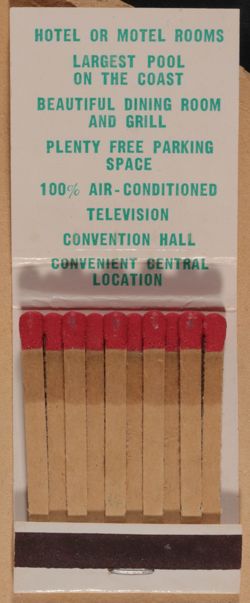 HOTEL OR MOTEL ROOMS
LARGEST POOL
ON THE COAST
BEAUTIFUL DINING ROOM
AND GRILL
PLENTY FREE PARKING
SPACE
100% AIR-CONDITIONED
TELEVISION
CONVENTION HALL
CONVENIENT CENTRAL
LOCATION